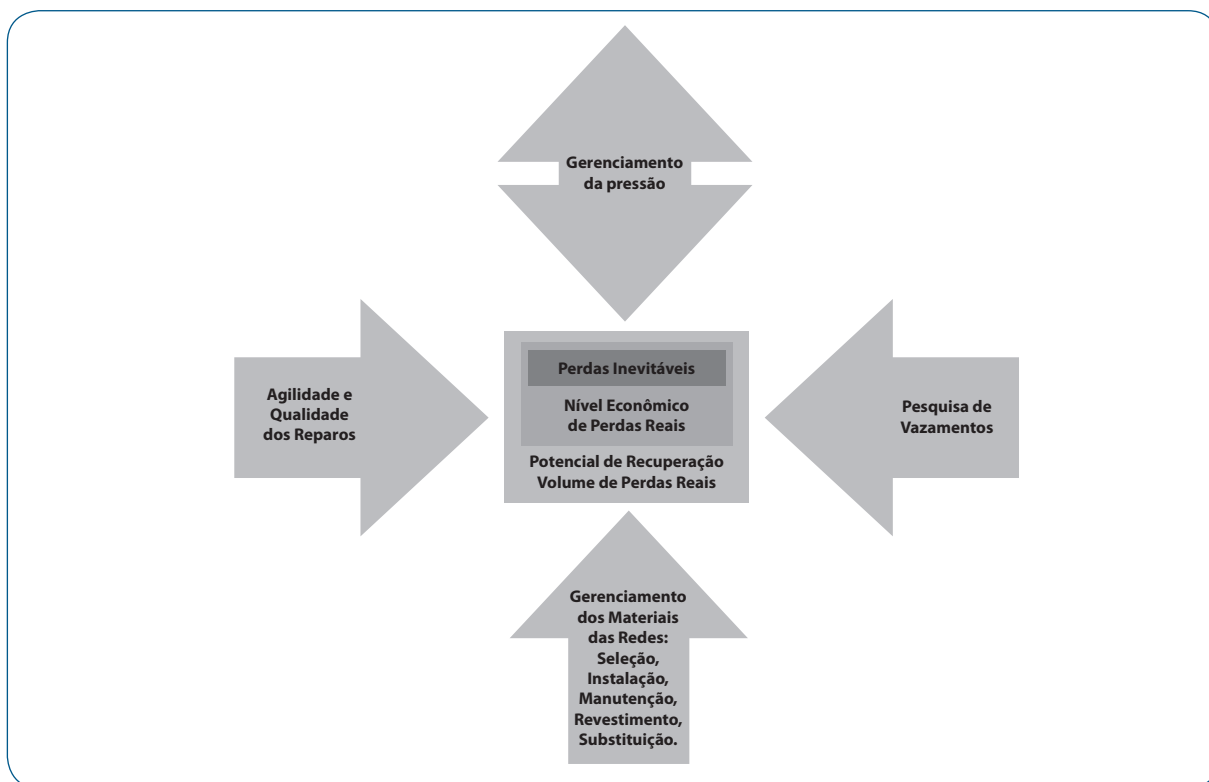 Gerenciamento
da pressão
Agilidade e
Qualidade
dos Reparos
Perdas Inevitáveis
Nível Econômico
de Perdas Reais
Potencial de Recuperação
Volume de Perdas Reais
Pesquisa de
Vazamentos
Gerenciamento
dos Materiais
das Redes:
Seleção,
Instalação,
Manutenção,
Revestimento,
Substituição.